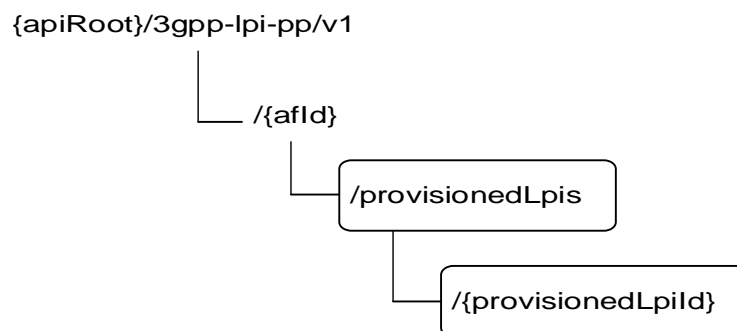 {apiRoot}/3gpp-lpi-pp/v1
/{afId}
/provisionedLpis
/{provisionedLpiId}